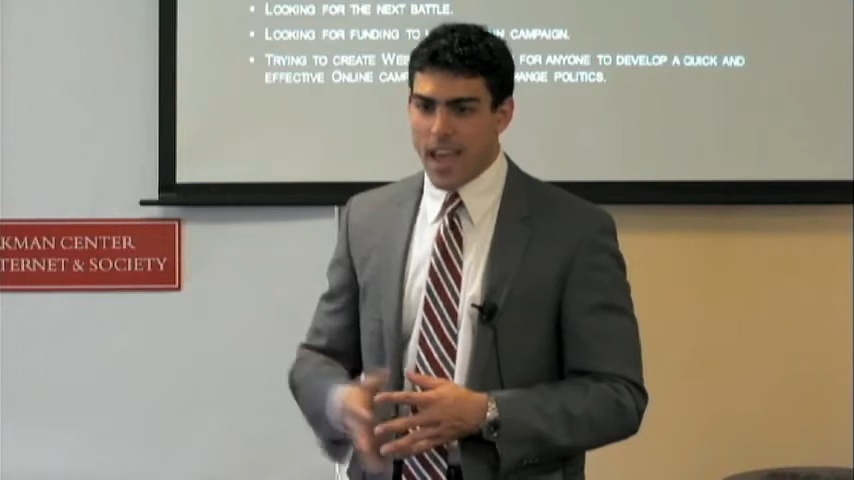 • LOOKING FOR THE NEXT BATTLE.
• LOOKING FOR FUNDING TO IN CAMPAIGN.
• TRYING TO CREATE FOR ANYONE TO DEVELOP A QUICK AND
EFFECTIVE ONLINE POLITICS.
KMAN CENTER
TERNET & SOCIETY